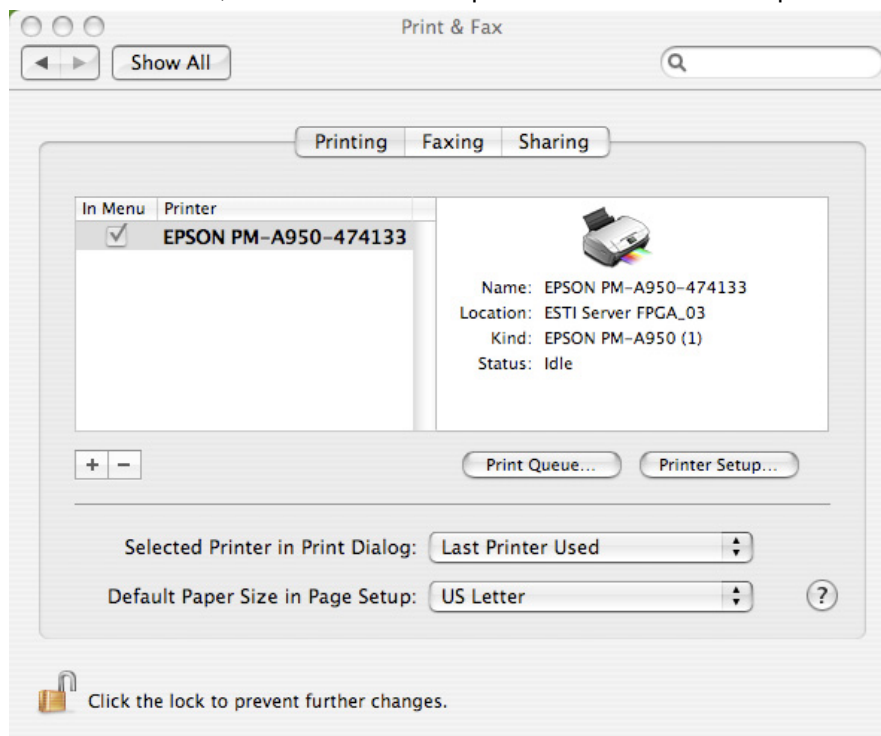 Print & Fax
Show All
Printing Faxing Sharing
In Menu Printer
EPSON PM-A950-474133
Name: EPSON PM-A950-474133
Location: ESTI Server FPGA_03
Kind: EPSON PM-A950 (1)
Status: Idle
+ −
Print Queue... Printer Setup...
Selected Printer in Print Dialog: Last Printer Used
Default Paper Size in Page Setup: US Letter ?
Click the lock to prevent further changes.